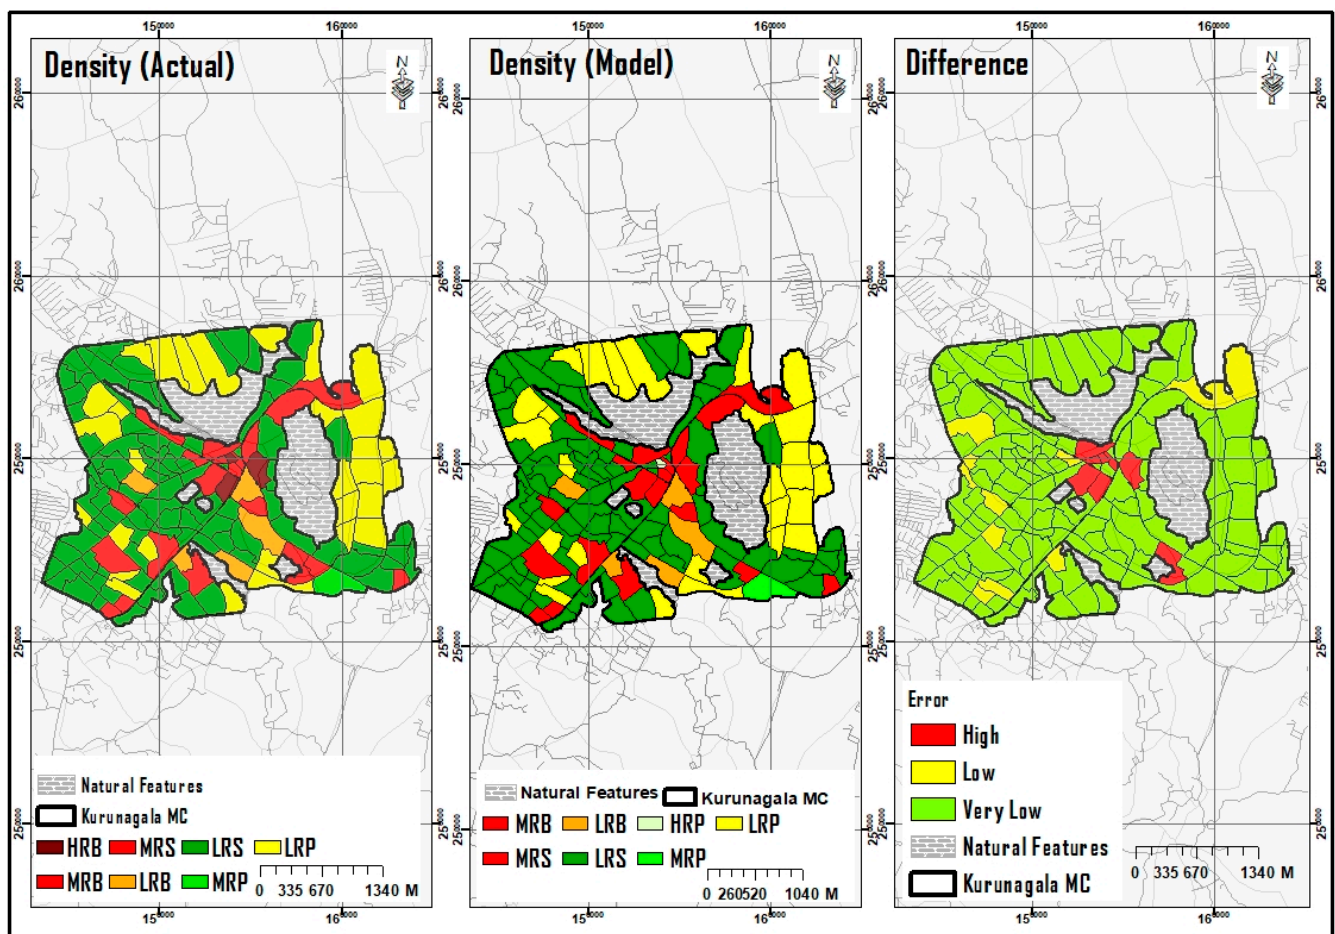 Density (Actual)
N
Natural Features
Kurunagala MC
HRB MRS LRS LRP
MRB LRB MRP
0 335 670 1340 M
Density (Model)
N
Natural Features Kurunagala MC
MRB LRB HRP LRP
MRS LRS MRP
0 260520 1040 M
Difference
N
Error
High
Low
Very Low
Natural Features
Kurunagala MC
0 335 670 1340 M